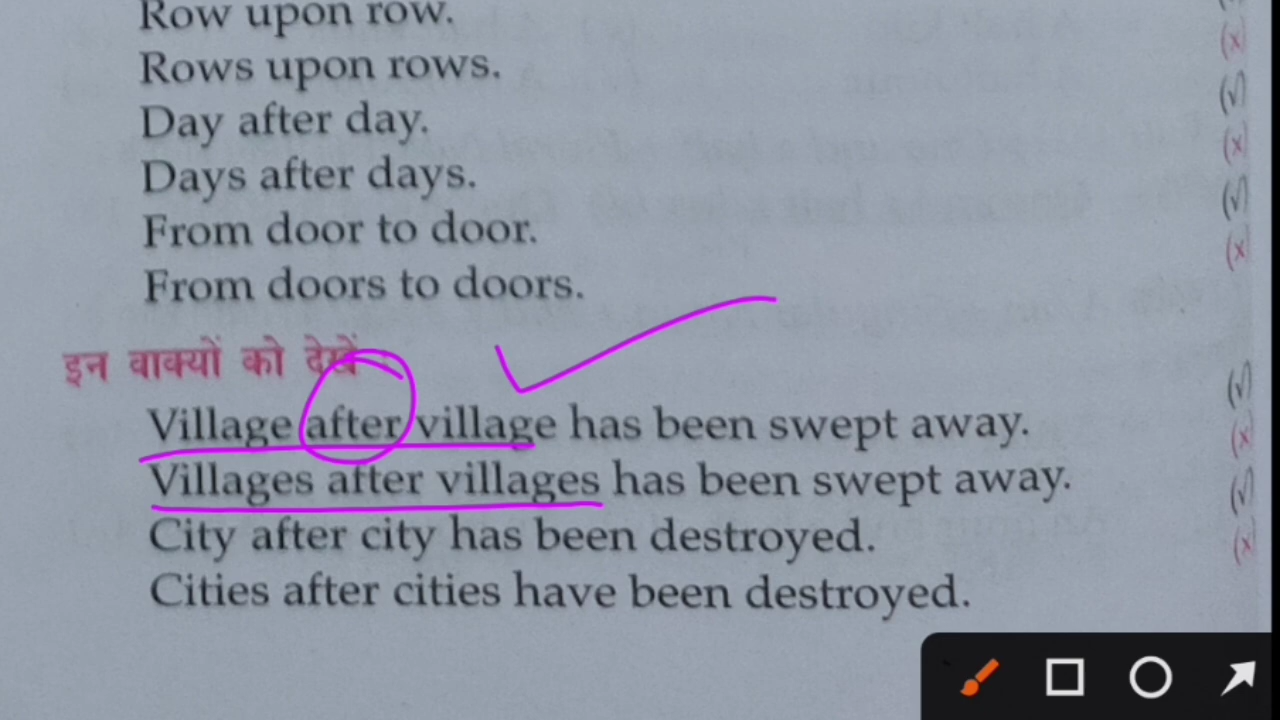 Row upon row.
(x)
Rows upon rows.
(√)
Day after day.
(x)
Days after days.
(√)
From door to door.
(x)
From doors to doors.
इन वाक्यों को देखें :
(√)
Village after village has been swept away.
(x)
Villages after villages has been swept away.
(√)
City after city has been destroyed.
(x)
Cities after cities have been destroyed.